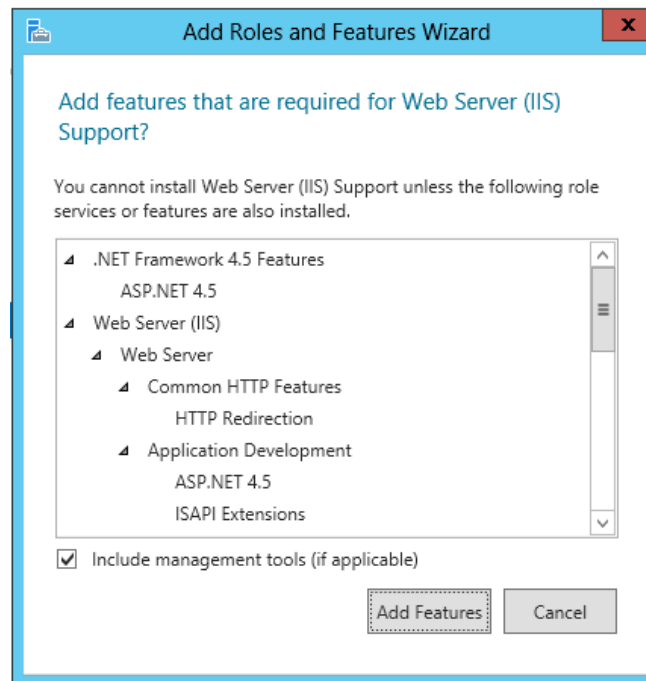 Add Roles and Features Wizard
x
Add features that are required for Web Server (IIS)
Support?
You cannot install Web Server (IIS) Support unless the following role
services or features are also installed.
.NET Framework 4.5 Features
ASP.NET 4.5
Web Server (IIS)
Web Server
Common HTTP Features
HTTP Redirection
Application Development
ASP.NET 4.5
ISAPI Extensions
Include management tools (if applicable)
Add Features
Cancel